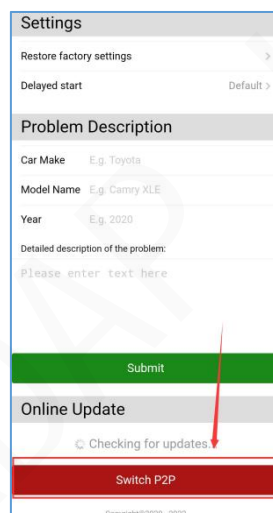 Settings
Restore factory settings >
Delayed start Default >
Problem Description
Car Make E.g. Toyota
Model Name E.g. Camry XLE
Year E.g. 2020
Detailed description of the problem:
Please enter text here
Submit
Online Update
Checking for updates.
Switch P2P